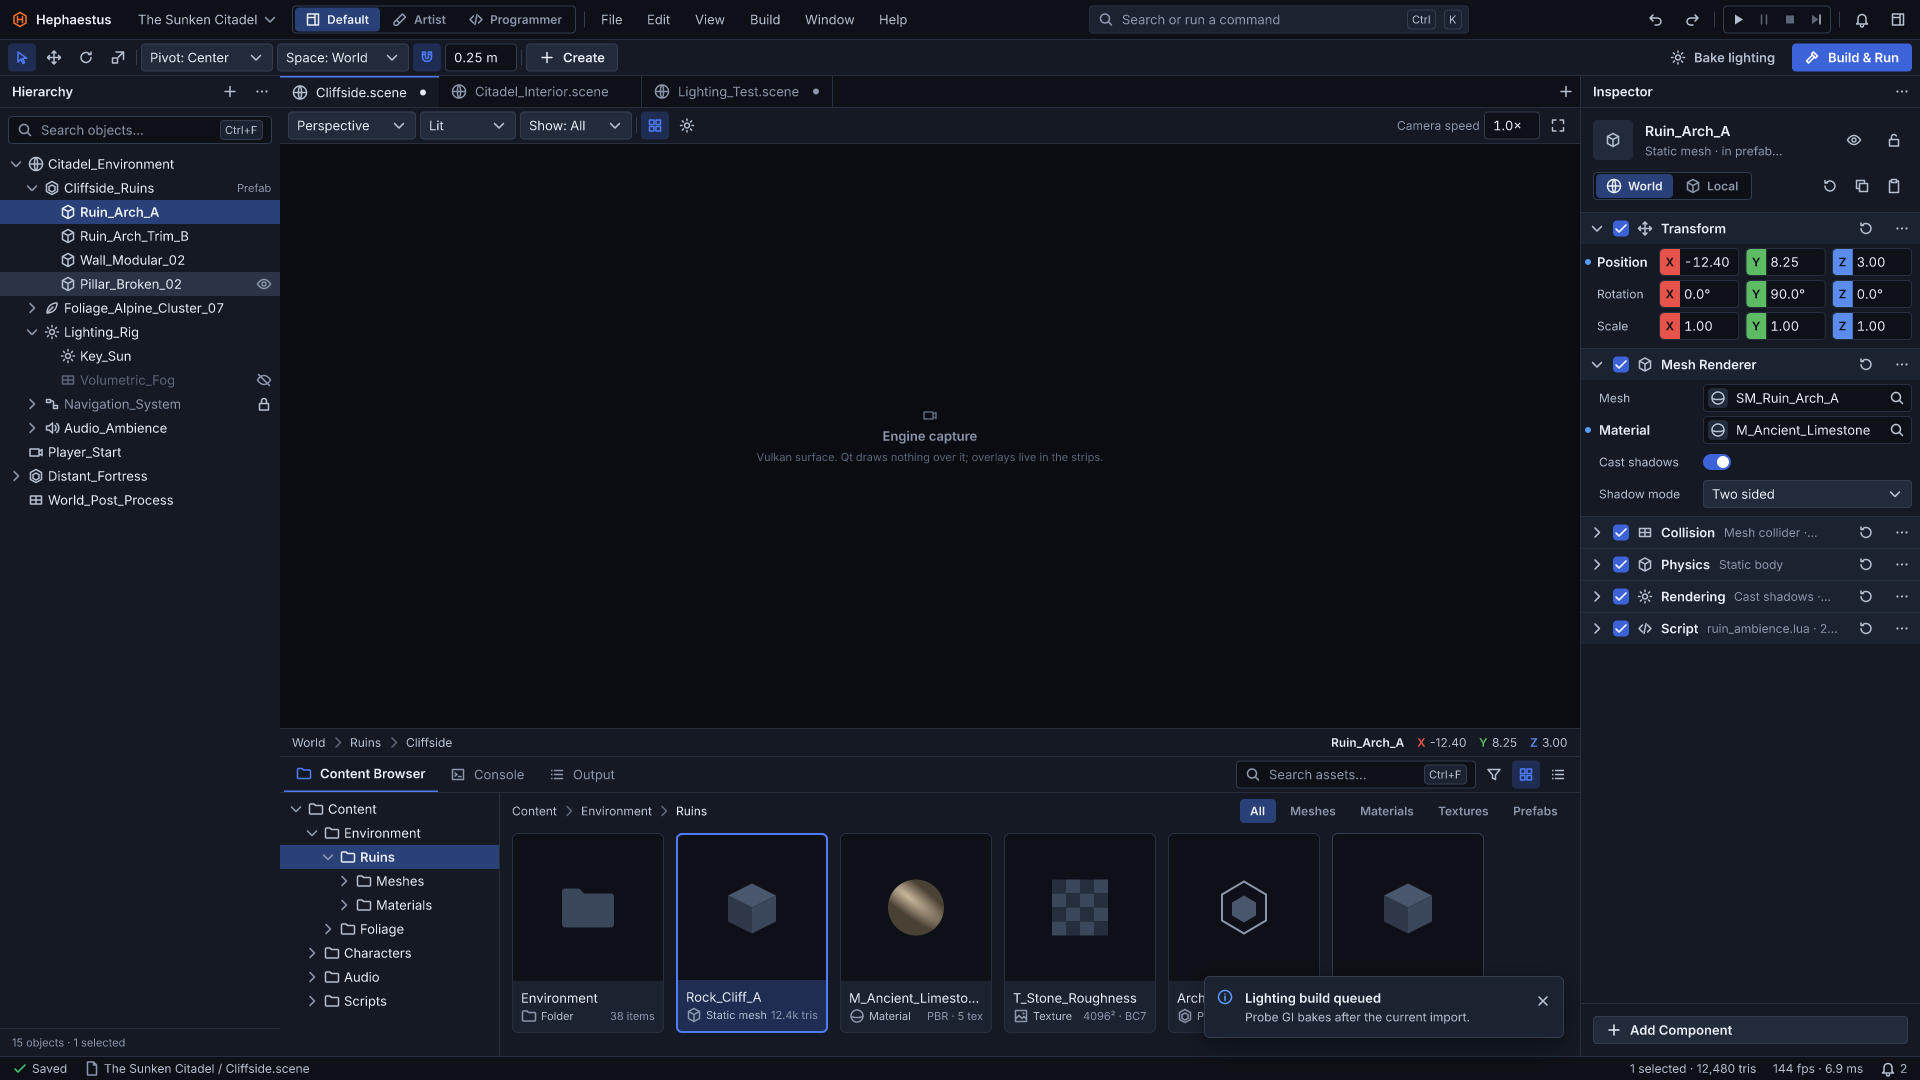 Hephaestus
The Sunken Citadel
Default
Artist
Programmer
File
Edit
View
Build
Window
Help
Search or run a command
Ctrl
K
Pivot: Center
Space: World
0.25 m
Create
Bake lighting
Build & Run
Hierarchy
Search objects...
Ctrl+F
Citadel_Environment
Cliffside_Ruins
Prefab
Ruin_Arch_A
Ruin_Arch_Trim_B
Wall_Modular_02
Pillar_Broken_02
Foliage_Alpine_Cluster_07
Lighting_Rig
Key_Sun
Volumetric_Fog
Navigation_System
Audio_Ambience
Player_Start
Distant_Fortress
World_Post_Process
15 objects · 1 selected
Cliffside.scene
Citadel_Interior.scene
Lighting_Test.scene
Perspective
Lit
Show: All
Camera speed
1.0×
Engine capture
Vulkan surface. Qt draws nothing over it; overlays live in the strips.
World
Ruins
Cliffside
Ruin_Arch_A
X -12.40
Y 8.25
Z 3.00
Content Browser
Console
Output
Search assets...
Ctrl+F
Content
Environment
Ruins
Meshes
Materials
Foliage
Characters
Audio
Scripts
Content
Environment
Ruins
All
Meshes
Materials
Textures
Prefabs
Environment
Folder
38 items
Rock_Cliff_A
Static mesh
12.4k tris
M_Ancient_Limesto...
Material
PBR · 5 tex
T_Stone_Roughness
Texture
4096² · BC7
Arch
P
Lighting build queued
Probe GI bakes after the current import.
Inspector
Ruin_Arch_A
Static mesh · in prefab...
World
Local
Transform
Position
X -12.40
Y 8.25
Z 3.00
Rotation
X 0.0°
Y 90.0°
Z 0.0°
Scale
X 1.00
Y 1.00
Z 1.00
Mesh Renderer
Mesh
SM_Ruin_Arch_A
Material
M_Ancient_Limestone
Cast shadows
Shadow mode
Two sided
Collision
Mesh collider ·...
Physics
Static body
Rendering
Cast shadows ·...
Script
ruin_ambience.lua · 2...
Add Component
Saved
The Sunken Citadel / Cliffside.scene
1 selected · 12,480 tris
144 fps · 6.9 ms
2